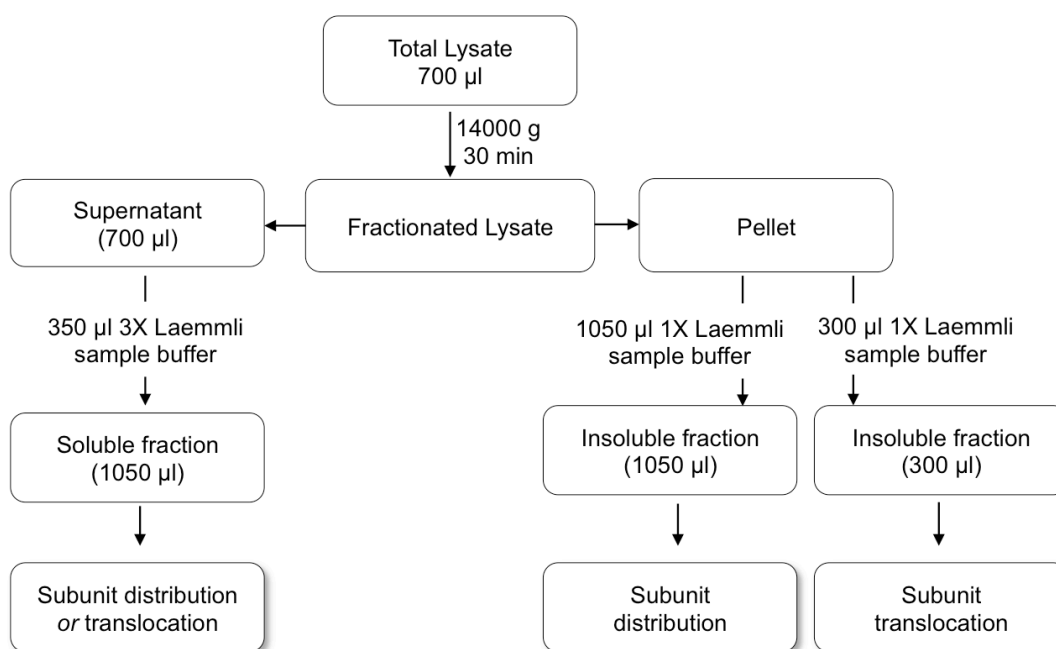 Total Lysate
700 µl
14000 g
30 min
Supernatant
(700 µl)
Fractionated Lysate
Pellet
350 µl 3X Laemmli
sample buffer
1050 µl 1X Laemmli
sample buffer
300 µl 1X Laemmli
sample buffer
Soluble fraction
(1050 µl)
Insoluble fraction
(1050 µl)
Insoluble fraction
(300 µl)
Subunit distribution
or translocation
Subunit
distribution
Subunit
translocation